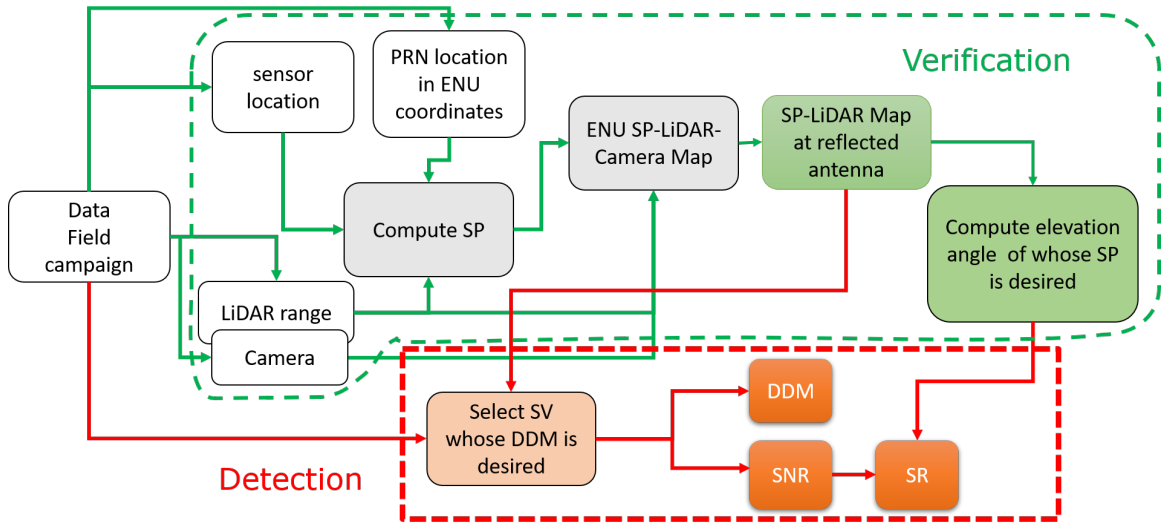 Verification
PRN location
in ENU
coordinates
sensor
location
ENU SP-LiDAR-
Camera Map
SP-LiDAR Map
at reflected
antenna
Data
Field
campaign
Compute SP
Compute elevation
angle of whose SP
is desired
LiDAR range
Camera
Select SV
whose DDM is
desired
DDM
SNR
SR
Detection